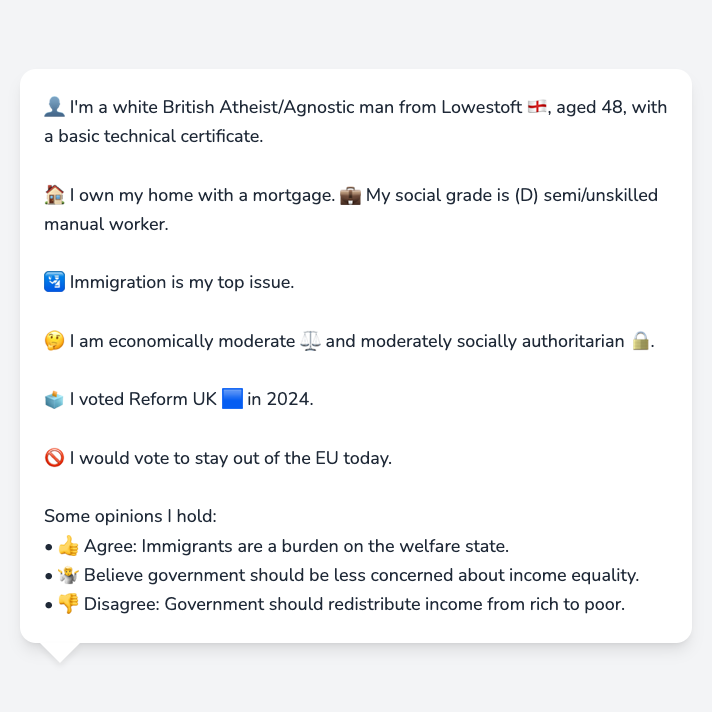 👤 I'm a white British Atheist/Agnostic man from Lowestoft 🏴󠁧󠁢󠁥󠁮󠁧󠁿, aged 48, with
a basic technical certificate.
🏠 I own my home with a mortgage. 💼 My social grade is (D) semi/unskilled
manual worker.
🛂 Immigration is my top issue.
🤔 I am economically moderate ⚖️ and moderately socially authoritarian 🔒.
🗳️ I voted Reform UK 🟦 in 2024.
🚫 I would vote to stay out of the EU today.
Some opinions I hold:
• 👍 Agree: Immigrants are a burden on the welfare state.
• 🤷 Believe government should be less concerned about income equality.
• 👎 Disagree: Government should redistribute income from rich to poor.